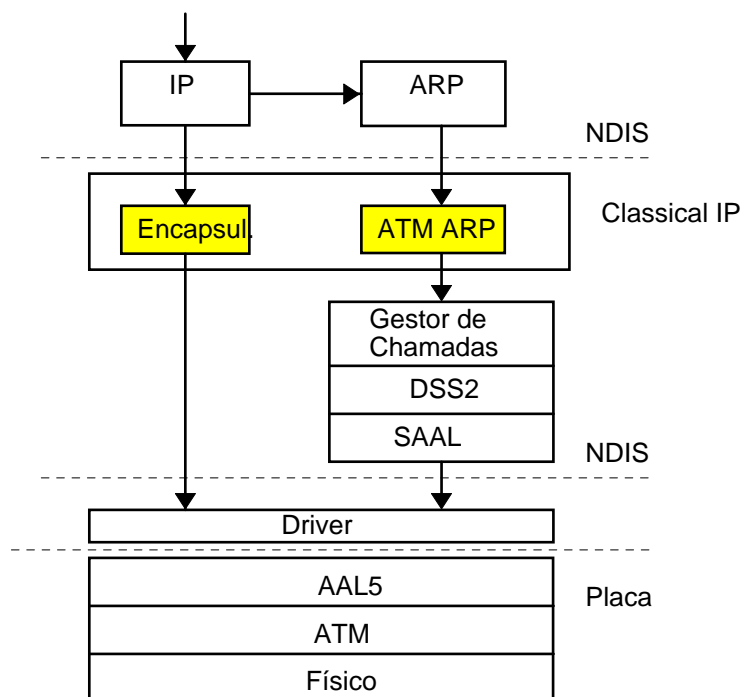 IP
ARP
NDIS
Encapsul.
ATM ARP
Classical IP
Gestor de
Chamadas
DSS2
SAAL
NDIS
Driver
AAL5
Placa
ATM
Físico